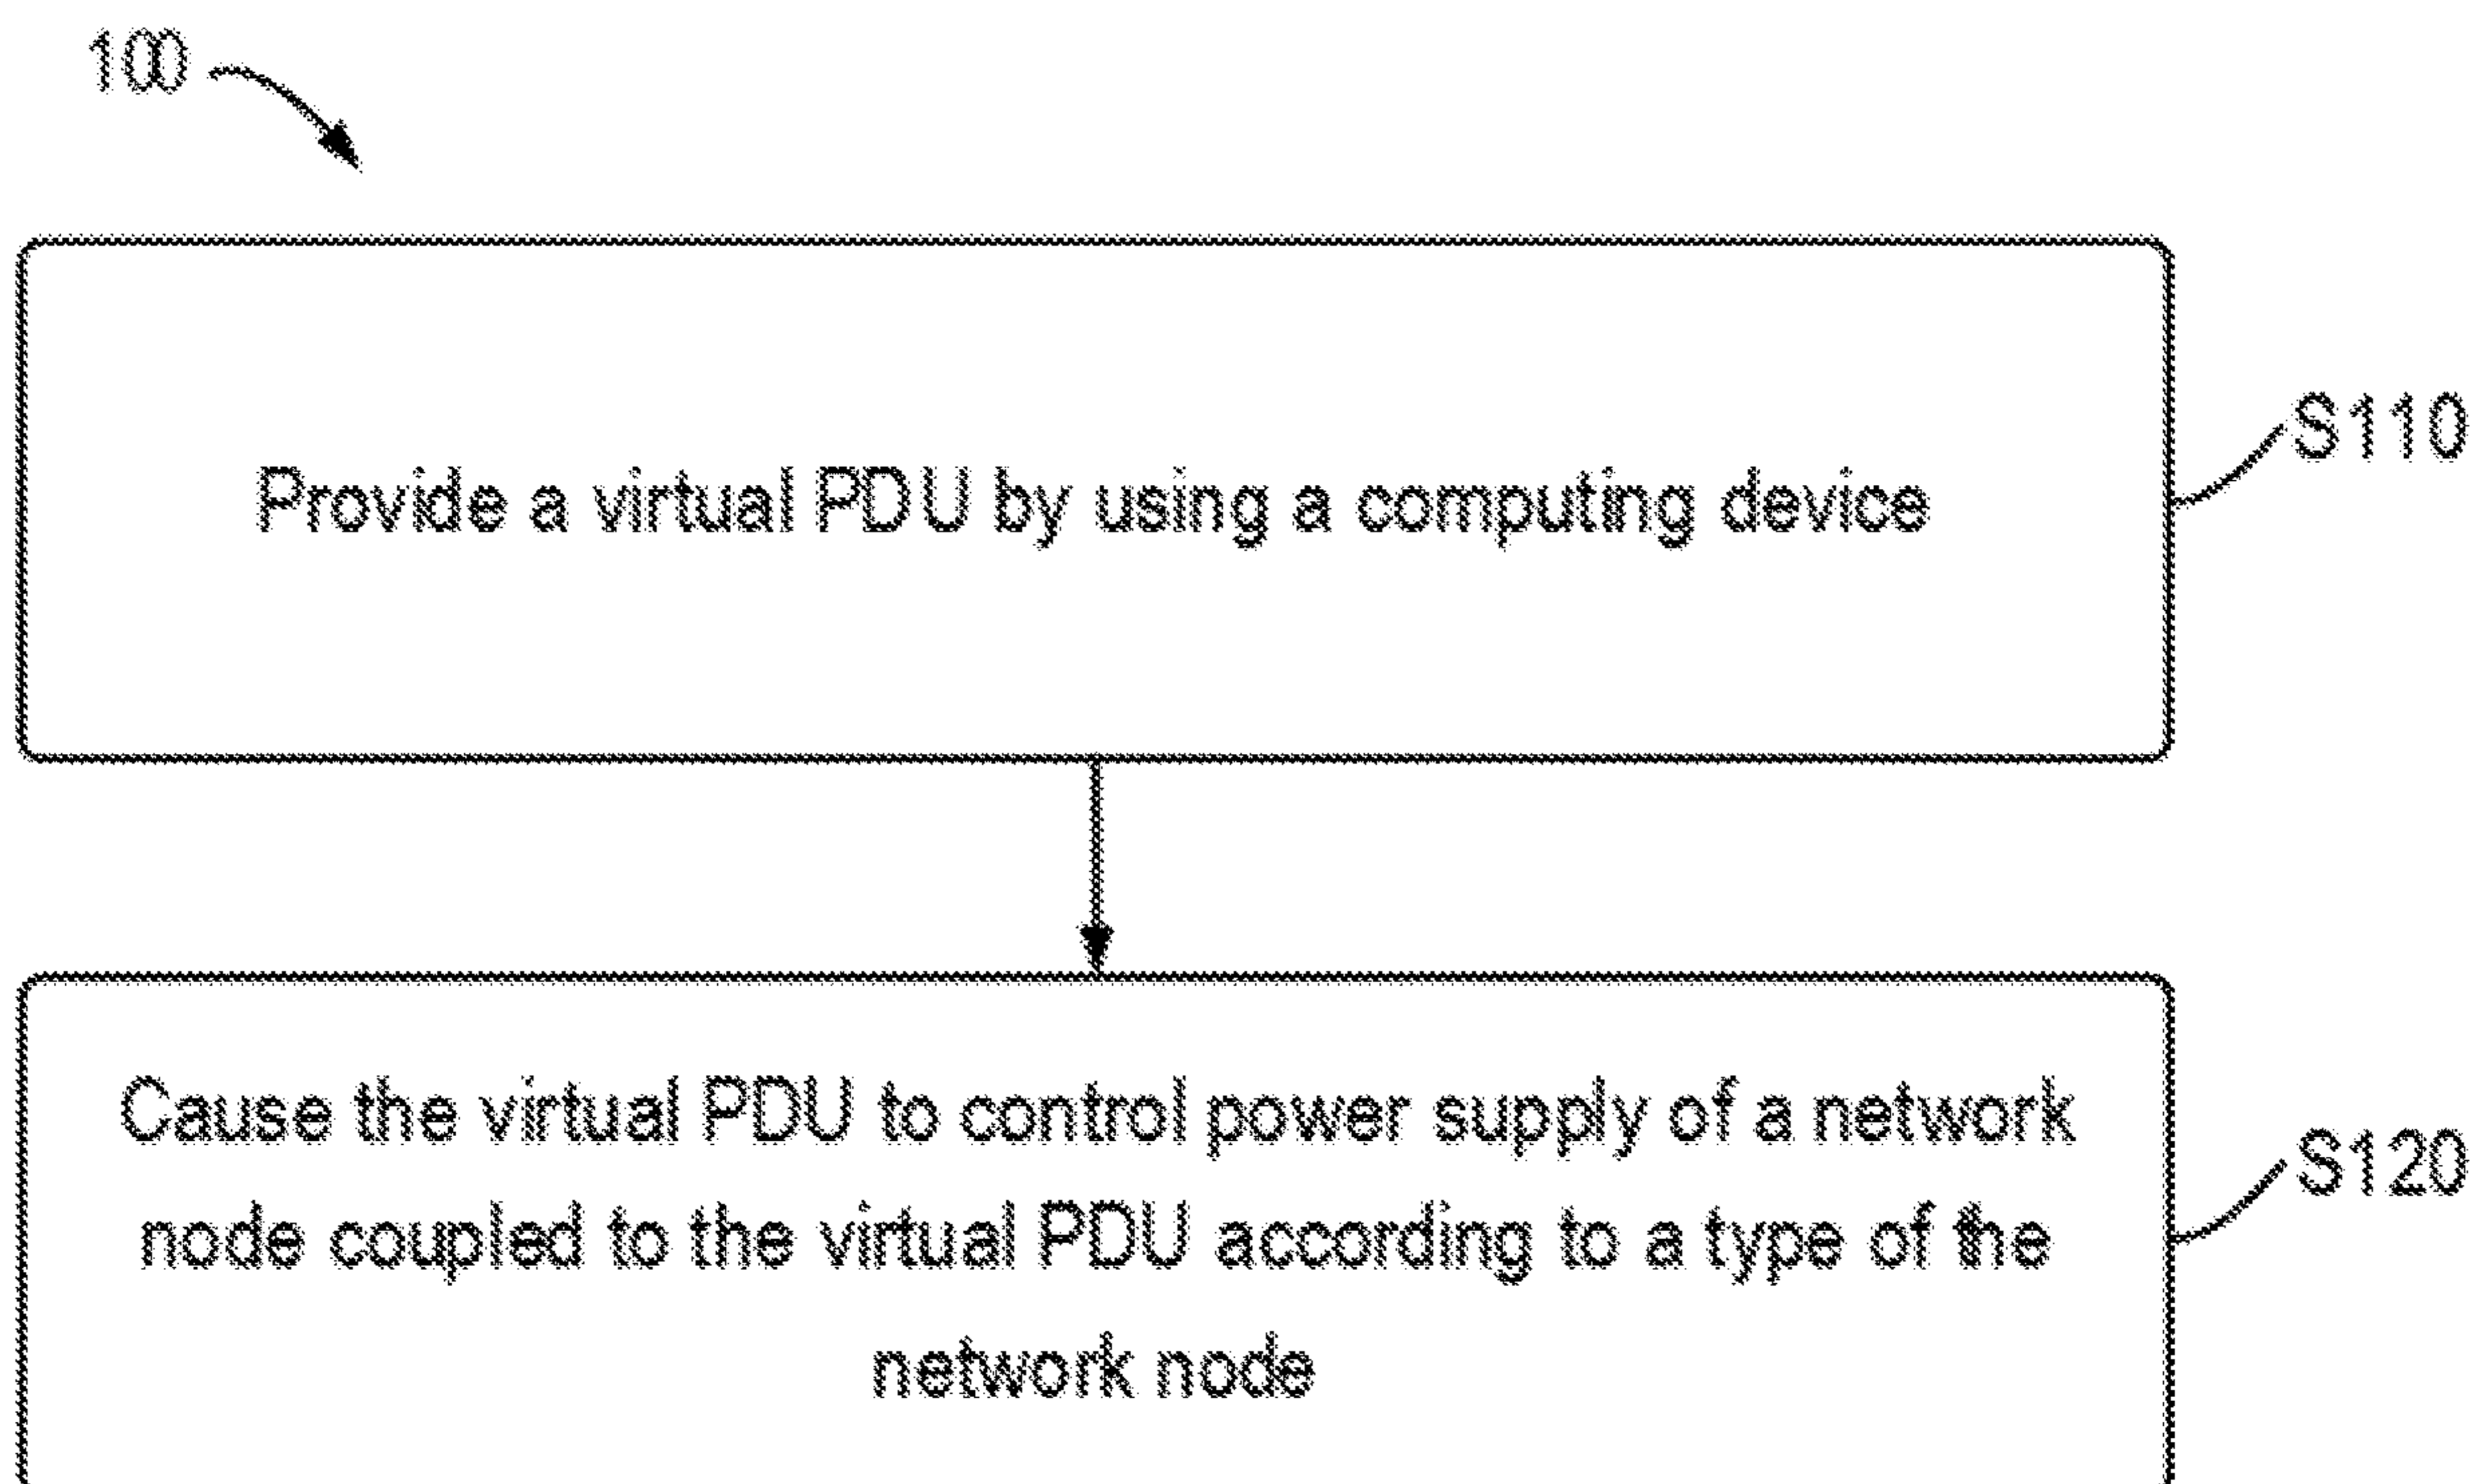 100
Provide a virtual PDU by using a computing device
S110
Cause the virtual PDU to control power supply of a network
node coupled to the virtual PDU according to a type of the
network node
S120